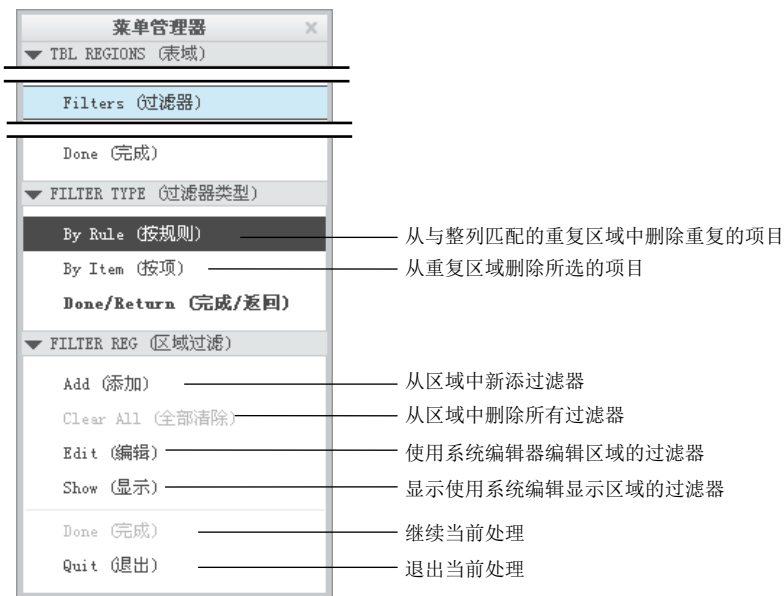 菜单管理器 ×
TBL REGIONS (表域)
Filters (过滤器)
Done (完成)
FILTER TYPE (过滤器类型)
By Rule (按规则) 从与整列匹配的重复区域中删除重复的项目
By Item (按项) 从重复区域删除所选的项目
Done/Return (完成/返回)
FILTER REG (区域过滤)
Add (添加) 从区域中新添过滤器
Clear All (全部清除) 从区域中删除所有过滤器
Edit (编辑) 使用系统编辑器编辑区域的过滤器
Show (显示) 显示使用系统编辑显示区域的过滤器
Done (完成) 继续当前处理
Quit (退出) 退出当前处理